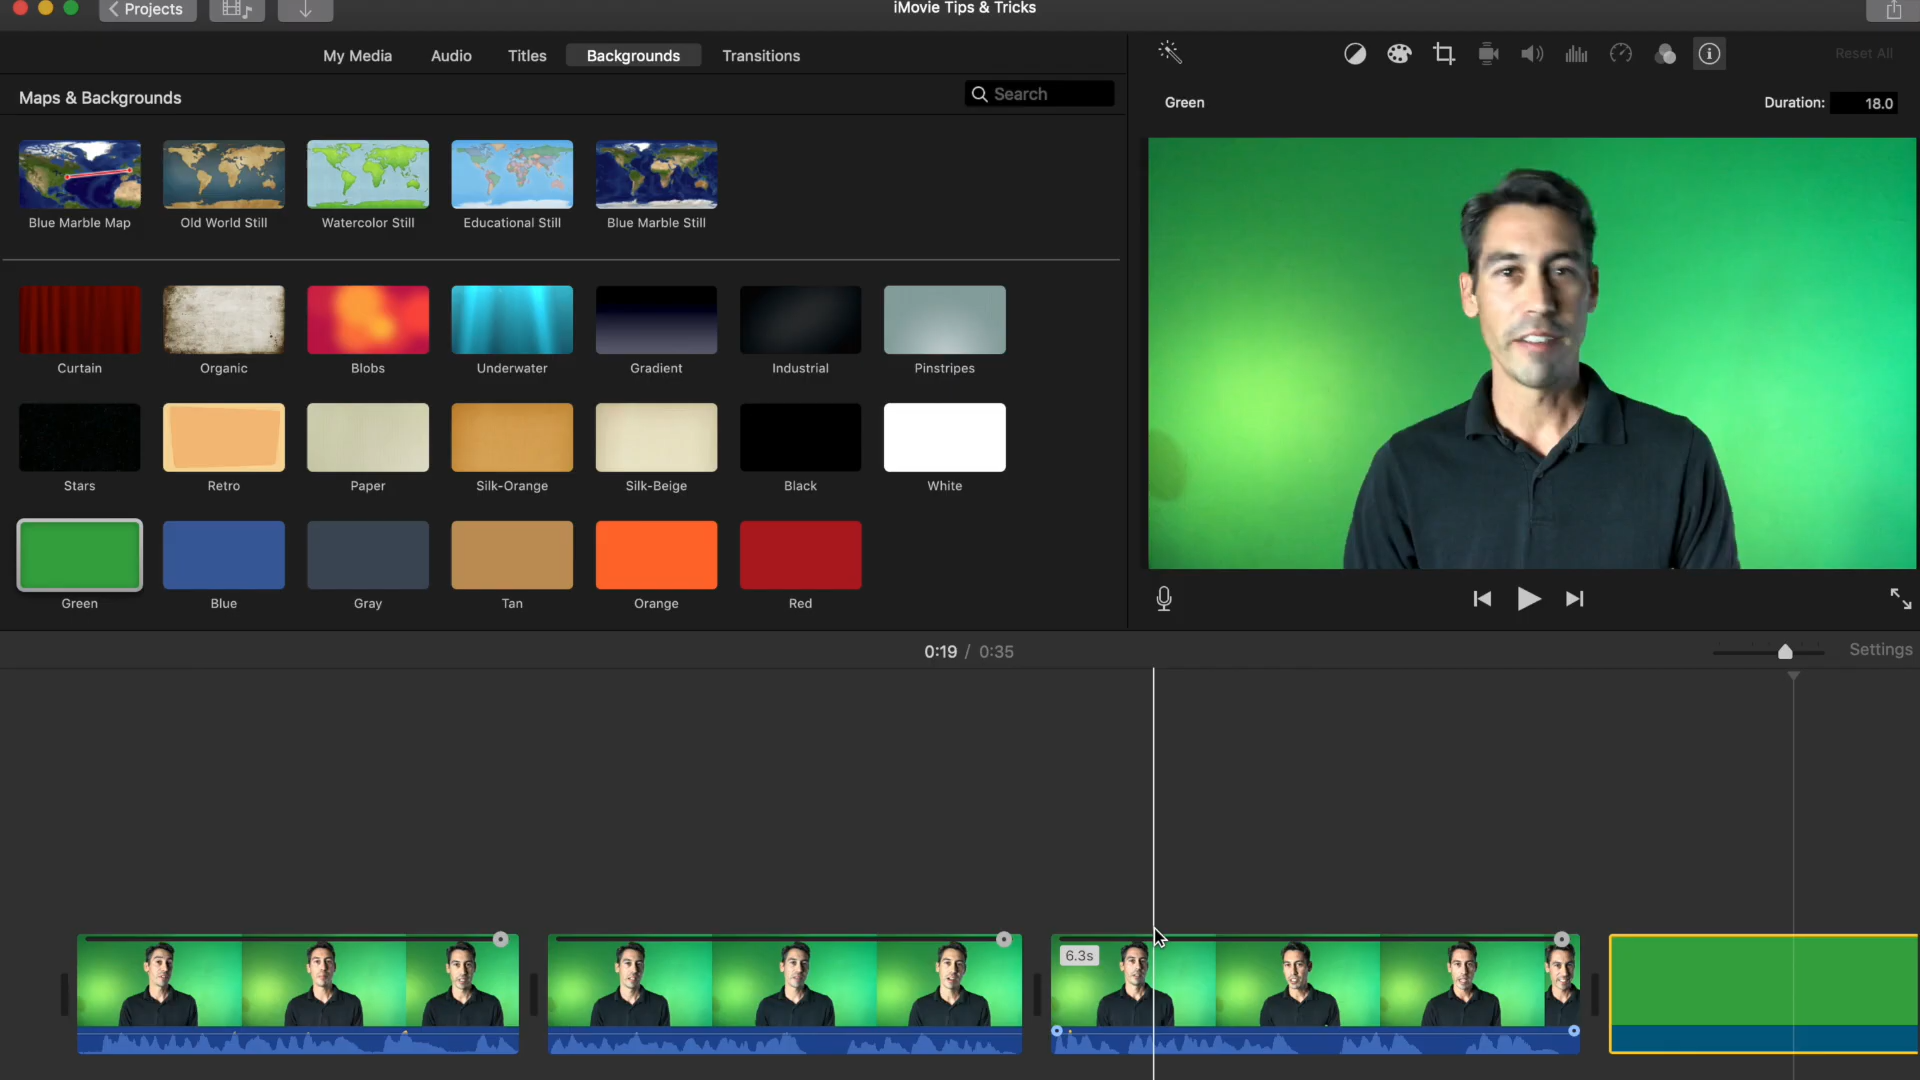 Projects
iMovie Tips & Tricks
My Media Audio Titles Backgrounds Transitions
Reset All
Maps & Backgrounds
Search
Green
Duration: 18.0
Blue Marble Map Old World Still Watercolor Still Educational Still Blue Marble Still
Curtain Organic Blobs Underwater Gradient Industrial Pinstripes
Stars Retro Paper Silk-Orange Silk-Beige Black White
Green Blue Gray Tan Orange Red
0:19 / 0:35
Settings
6.3s